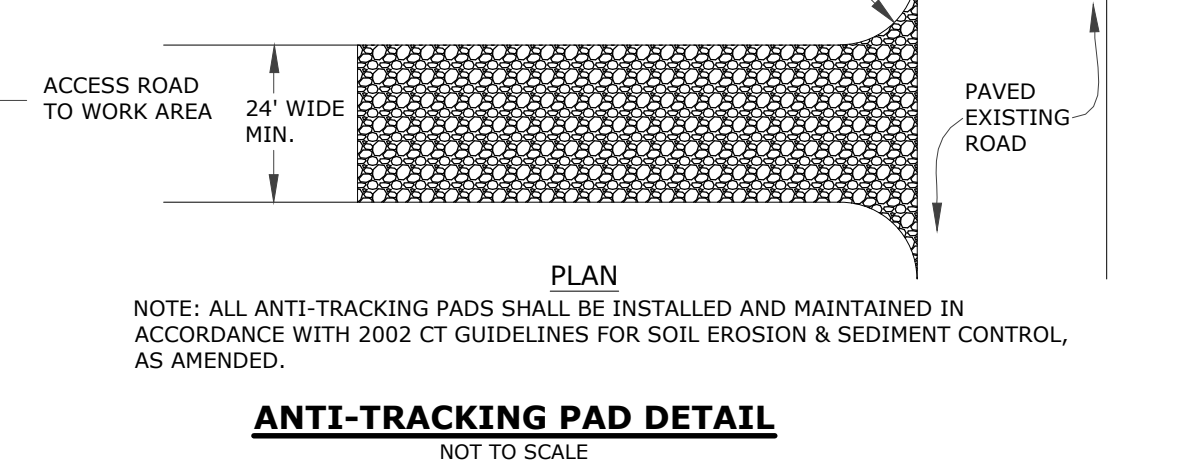 ACCESS ROAD
TO WORK AREA
24' WIDE
MIN.
PAVED
EXISTING
ROAD
PLAN
NOTE: ALL ANTI-TRACKING PADS SHALL BE INSTALLED AND MAINTAINED IN
ACCORDANCE WITH 2002 CT GUIDELINES FOR SOIL EROSION & SEDIMENT CONTROL,
AS AMENDED.
ANTI-TRACKING PAD DETAIL
NOT TO SCALE